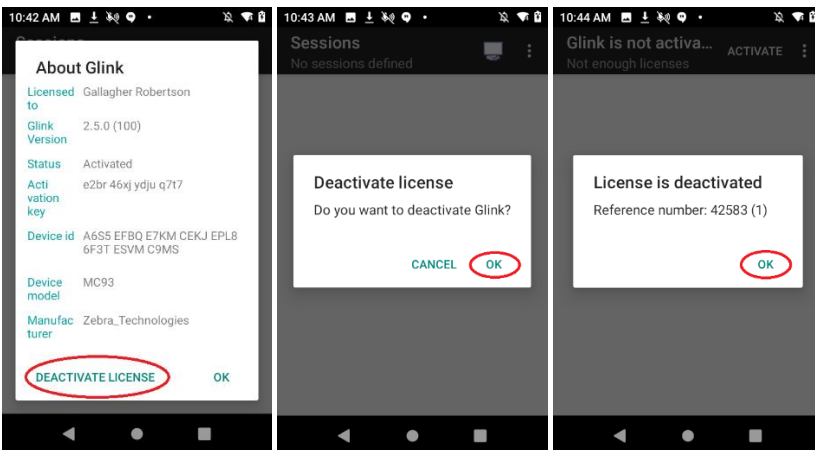 10:42 AM
Sessions
About Glink
Licensed to
Gallagher Robertson
Glink Version
2.5.0 (100)
Status
Activated
Acti
vation
key
e2br 46xj ydju q7t7
Device id
A6S5 EFBQ E7KM CEKJ EPL8
6F3T ESVM C9MS
Device model
MC93
Manufac
turer
Zebra_Technologies
DEACTIVATE LICENSE
OK
10:43 AM
Sessions
No sessions defined
Deactivate license
Do you want to deactivate Glink?
CANCEL
OK
10:44 AM
Glink is not activa...
ACTIVATE
Not enough licenses
License is deactivated
Reference number: 42583 (1)
OK